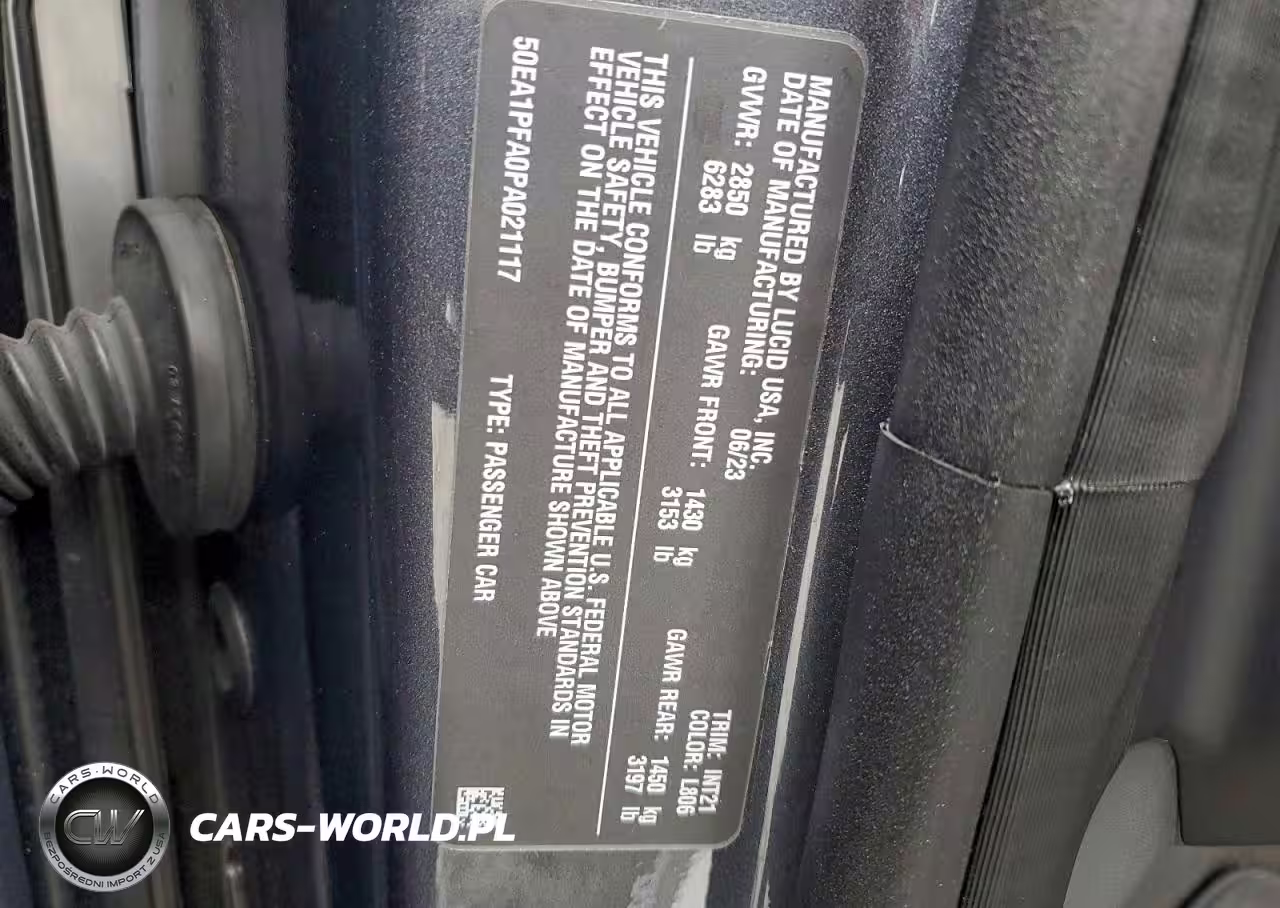 MANUFACTURED BY LUCID USA, INC.
DATE OF MANUFACTURING: 06/23
GVWR: 2850 kg
6283 lb
GAWR FRONT: 1430 kg
3153 lb
GAWR REAR: 1450 kg
3197 lb
TRIM: INT21
COLOR: L806
THIS VEHICLE CONFORMS TO ALL APPLICABLE U.S. FEDERAL MOTOR
VEHICLE SAFETY, BUMPER AND THEFT PREVENTION STANDARDS IN
EFFECT ON THE DATE OF MANUFACTURE SHOWN ABOVE
50EA1PFA0PA021117 TYPE: PASSENGER CAR
CARS-WORLD
CW
BEZPOŚREDNI IMPORT Z USA
CARS-WORLD.PL